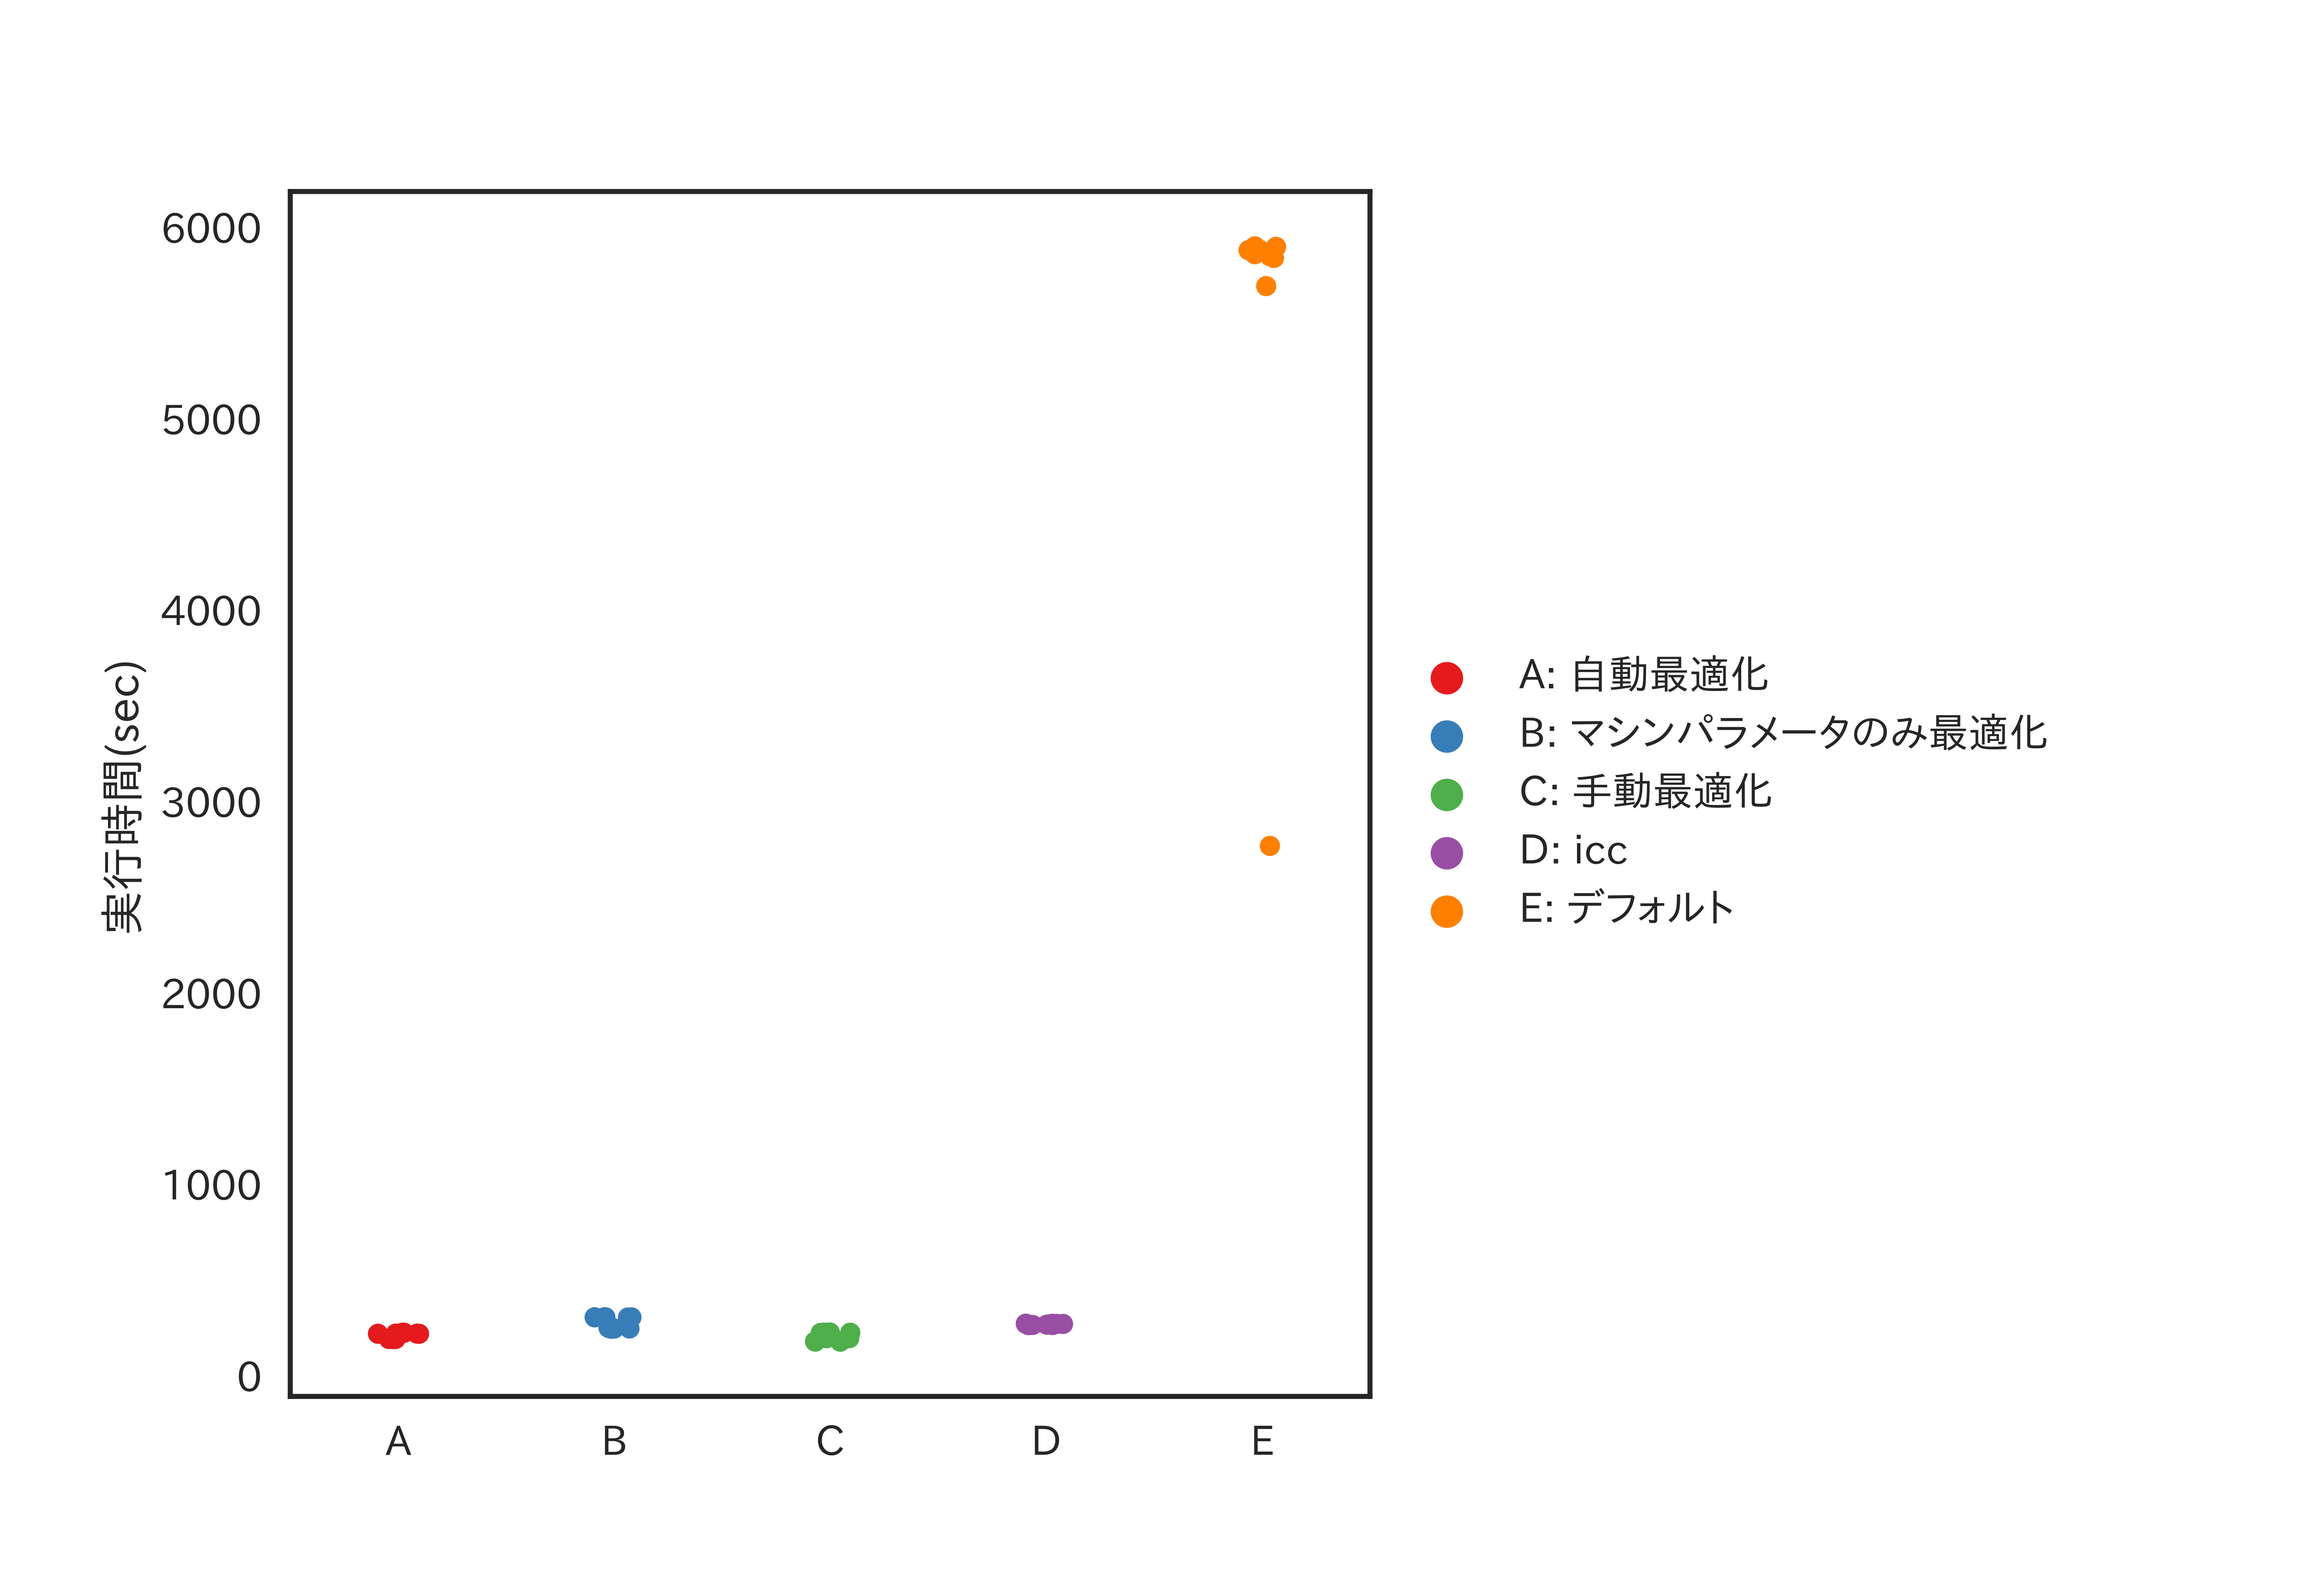 実行時間(sec)
6000
5000
4000
3000
2000
1000
0
A
B
C
D
E
A: 自動最適化
B: マシンパラメータのみ最適化
C: 手動最適化
D: icc
E: デフォルト